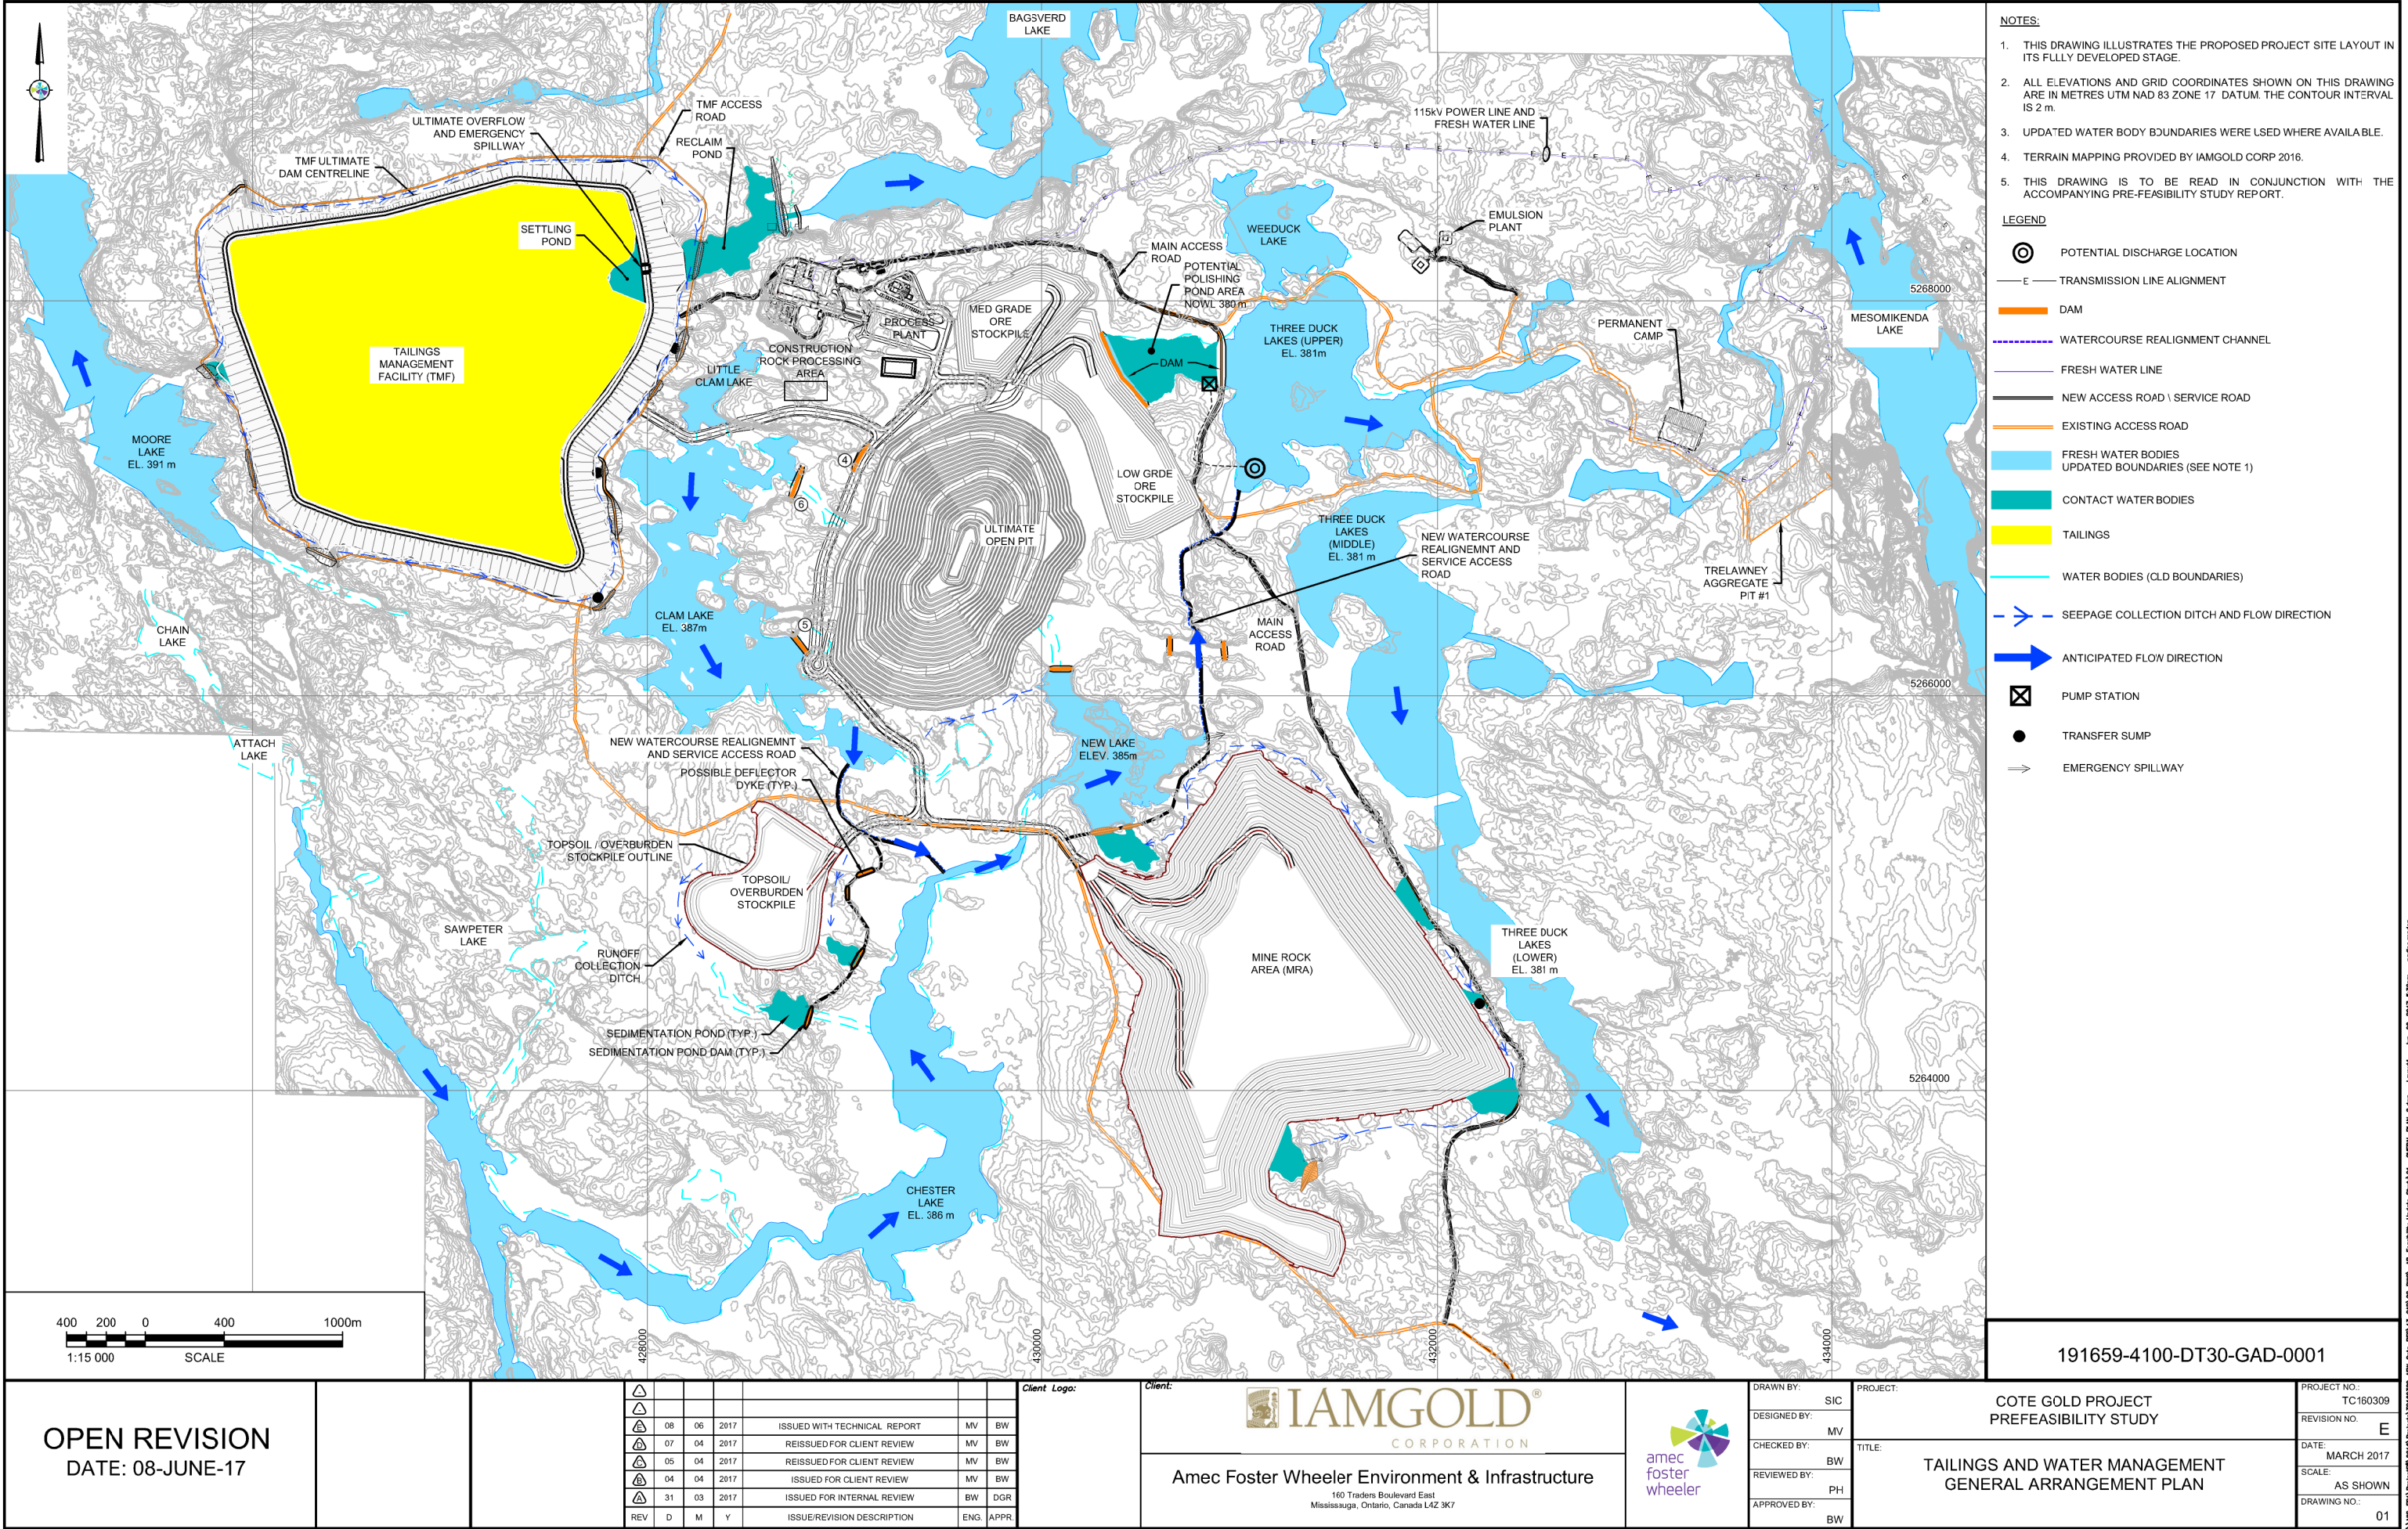 BAGSVERD
LAKE
TMF ACCESS
ROAD
ULTIMATE OVERFLOW
AND EMERGENCY
SPILLWAY
RECLAIM
POND
TMF ULTIMATE
DAM CENTRELINE
115kV POWER LINE AND
FRESH WATER LINE
SETTLING
POND
WEEDUCK
LAKE
EMULSION
PLANT
MAIN ACCESS
ROAD
POTENTIAL
POLISHING
POND AREA
NOWL 380 m
5268000
MED GRADE
ORE
STOCKPILE
PROCESS
PLANT
THREE DUCK
LAKES (UPPER)
EL. 381m
PERMANENT
CAMP
MESOMIKENDA
LAKE
TAILINGS
MANAGEMENT
FACILITY (TMF)
CONSTRUCTION
ROCK PROCESSING
AREA
LITTLE
CLAM LAKE
DAM
MOORE
LAKE
EL. 391 m
4
6
LOW GRDE
ORE
STOCKPILE
ULTIMATE
OPEN PIT
THREE DUCK
LAKES
(MIDDLE)
EL. 381 m
NEW WATERCOURSE
REALIGNEMNT AND
SERVICE ACCESS
ROAD
TRELAWNEY
AGGREGATE
PIT #1
CHAIN
LAKE
CLAM LAKE
EL. 387m
5
MAIN
ACCESS
ROAD
5266000
ATTACH
LAKE
NEW WATERCOURSE REALIGNEMNT
AND SERVICE ACCESS ROAD
POSSIBLE DEFLECTOR
DYKE (TYP.)
NEW LAKE
ELEV. 385m
TOPSOIL / OVERBURDEN
STOCKPILE OUTLINE
TOPSOIL/
OVERBURDEN
STOCKPILE
SAWPETER
LAKE
RUNOFF
COLLECTION
DITCH
MINE ROCK
AREA (MRA)
THREE DUCK
LAKES
(LOWER)
EL. 381 m
SEDIMENTATION POND (TYP.)
SEDIMENTATION POND DAM (TYP.)
5264000
CHESTER
LAKE
EL. 386 m
428000
430000
432000
434000
400 200 0 400 1000m
1:15 000 SCALE
NOTES:
1. THIS DRAWING ILLUSTRATES THE PROPOSED PROJECT SITE LAYOUT IN
ITS FULLY DEVELOPED STAGE.
2. ALL ELEVATIONS AND GRID COORDINATES SHOWN ON THIS DRAWING
ARE IN METRES UTM NAD 83 ZONE 17 DATUM. THE CONTOUR INTERVAL
IS 2 m.
3. UPDATED WATER BODY BOUNDARIES WERE USED WHERE AVAILABLE.
4. TERRAIN MAPPING PROVIDED BY IAMGOLD CORP 2016.
5. THIS DRAWING IS TO BE READ IN CONJUNCTION WITH THE
ACCOMPANYING PRE-FEASIBILITY STUDY REPORT.
LEGEND
POTENTIAL DISCHARGE LOCATION
E TRANSMISSION LINE ALIGNMENT
DAM
WATERCOURSE REALIGNMENT CHANNEL
FRESH WATER LINE
NEW ACCESS ROAD \ SERVICE ROAD
EXISTING ACCESS ROAD
FRESH WATER BODIES
UPDATED BOUNDARIES (SEE NOTE 1)
CONTACT WATER BODIES
TAILINGS
WATER BODIES (OLD BOUNDARIES)
SEEPAGE COLLECTION DITCH AND FLOW DIRECTION
ANTICIPATED FLOW DIRECTION
PUMP STATION
TRANSFER SUMP
EMERGENCY SPILLWAY
191659-4100-DT30-GAD-0001
OPEN REVISION
DATE: 08-JUNE-17
E 08 06 2017 ISSUED WITH TECHNICAL REPORT MV BW
D 07 04 2017 REISSUED FOR CLIENT REVIEW MV BW
C 05 04 2017 REISSUED FOR CLIENT REVIEW MV BW
B 04 04 2017 ISSUED FOR CLIENT REVIEW MV BW
A 31 03 2017 ISSUED FOR INTERNAL REVIEW BW DGR
REV D M Y ISSUE/REVISION DESCRIPTION ENG. APPR.
Client Logo:
Client:
IAMGOLD®
CORPORATION
Amec Foster Wheeler Environment & Infrastructure
160 Traders Boulevard East
Mississauga, Ontario, Canada L4Z 3K7
amec
foster
wheeler
DRAWN BY:
SIC
DESIGNED BY:
MV
CHECKED BY:
BW
REVIEWED BY:
PH
APPROVED BY:
BW
PROJECT:
COTE GOLD PROJECT
PREFEASIBILITY STUDY
TITLE:
TAILINGS AND WATER MANAGEMENT
GENERAL ARRANGEMENT PLAN
PROJECT NO.:
TC160309
REVISION NO.
E
DATE:
MARCH 2017
SCALE:
AS SHOWN
DRAWING NO.:
01